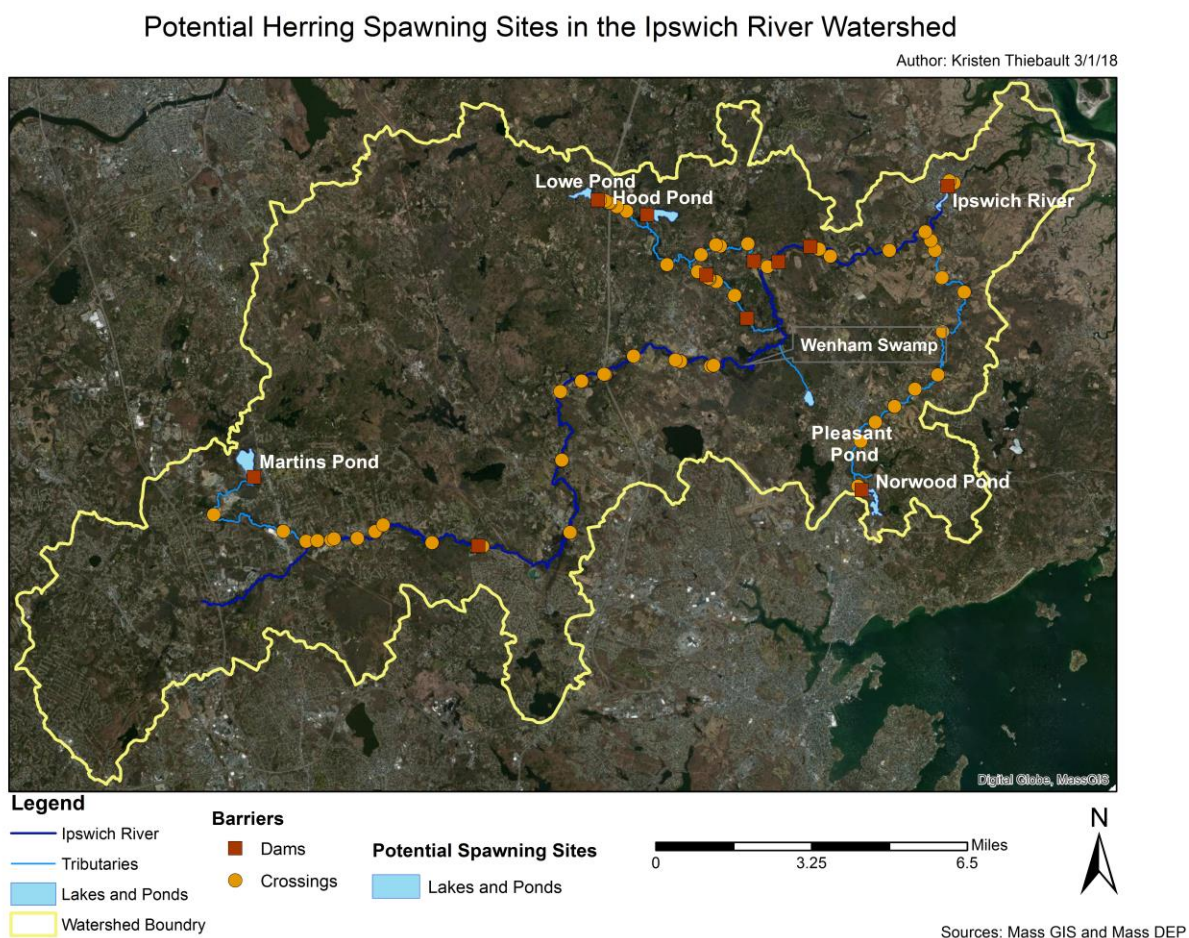 Potential Herring Spawning Sites in the Ipswich River Watershed
Author: Kristen Thiebault 3/1/18
Lowe Pond
Hood Pond
Ipswich River
Wenham Swamp
Pleasant
Pond
Martins Pond
Norwood Pond
Digital Globe, MassGIS
Legend
Ipswich River
Tributaries
Lakes and Ponds
Watershed Boundry
Barriers
Dams
Crossings
Potential Spawning Sites
Lakes and Ponds
Miles
0
3.25
6.5
N
Sources: Mass GIS and Mass DEP